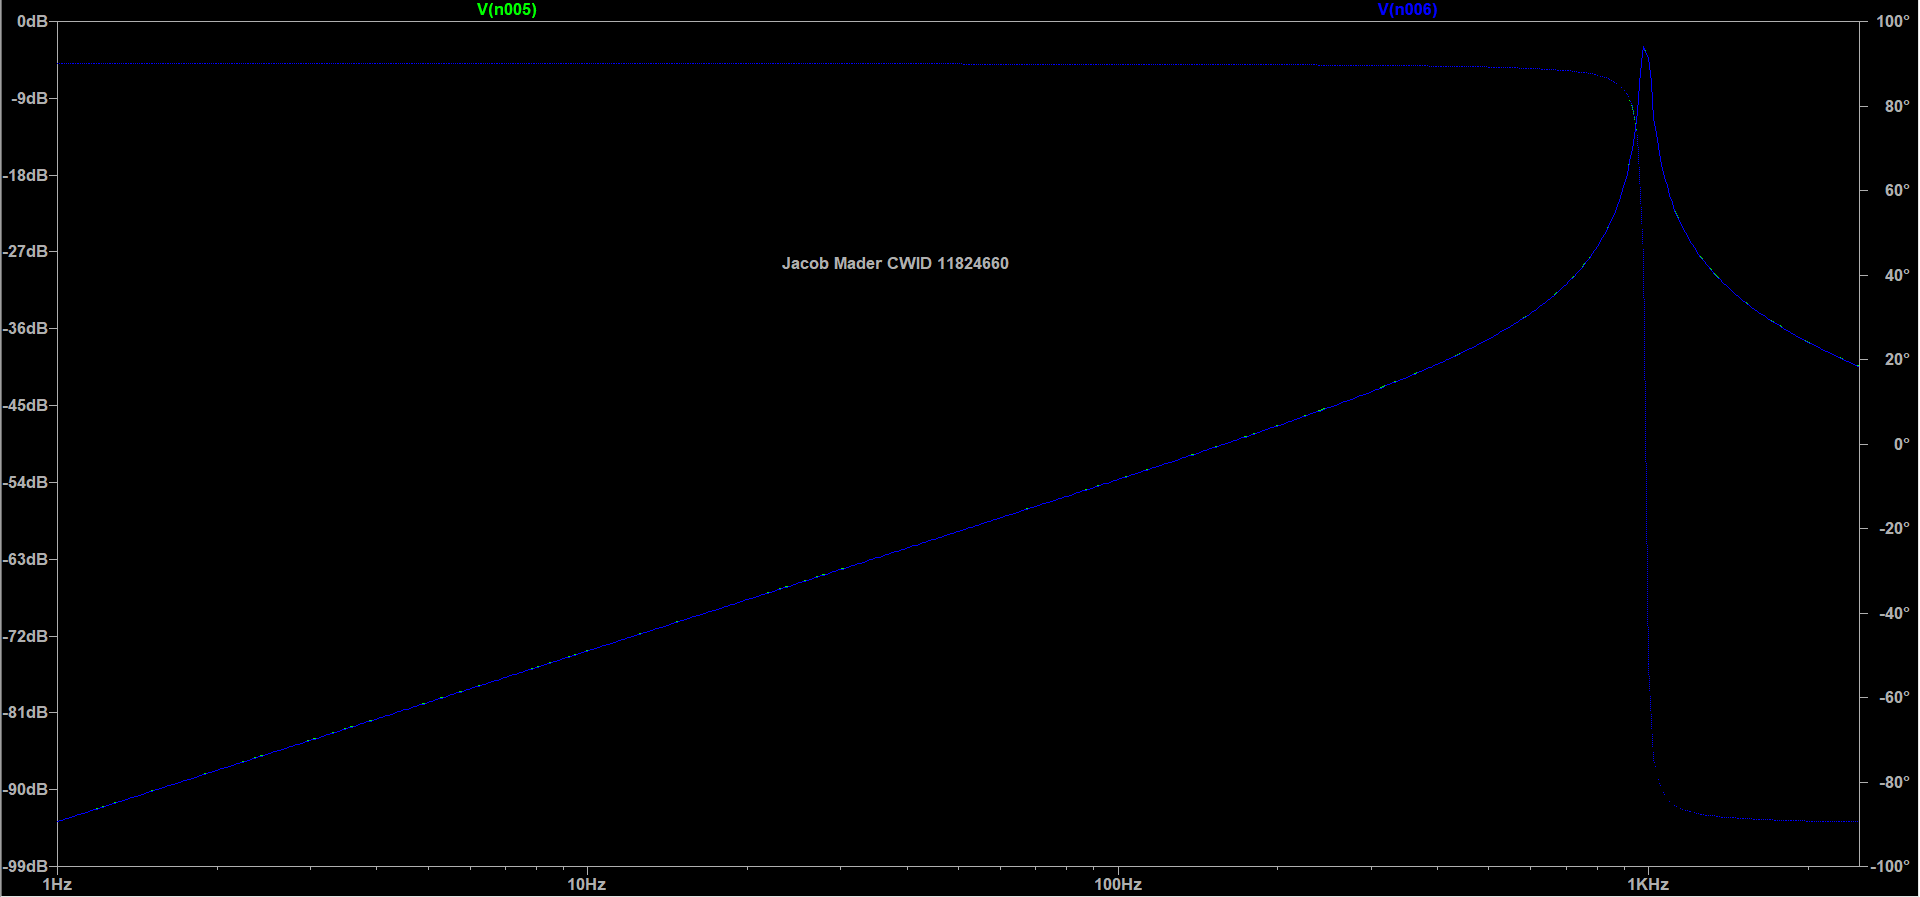 V(n005) V(n006)
0dB 100°
-9dB 80°
-18dB 60°
-27dB 40°
Jacob Mader CWID 11824660
-36dB 20°
-45dB 0°
-54dB -20°
-63dB -40°
-72dB -60°
-81dB -80°
-90dB -100°
-99dB
1Hz 10Hz 100Hz 1KHz